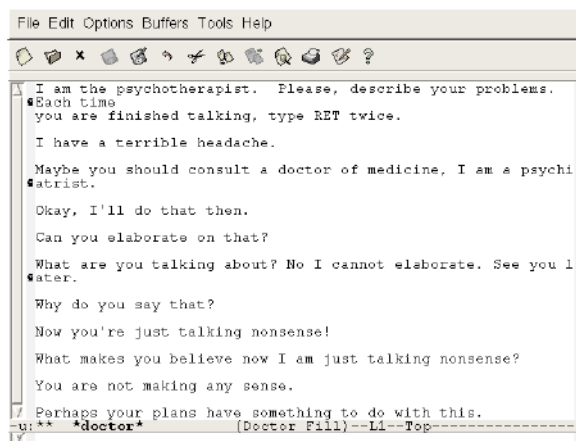 File Edit Options Buffers Tools Help
I am the psychotherapist.  Please, describe your problems.
Each time
you are finished talking, type RET twice.
I have a terrible headache.
Maybe you should consult a doctor of medicine, I am a psychi
atrist.
Okay, I'll do that then.
Can you elaborate on that?
What are you talking about? No I cannot elaborate. See you l
ater.
Why do you say that?
Now you're just talking nonsense!
What makes you believe now I am just talking nonsense?
You are not making any sense.
Perhaps your plans have something to do with this.
-u:**  *doctor*          (Doctor Fill)--L1--Top----------------